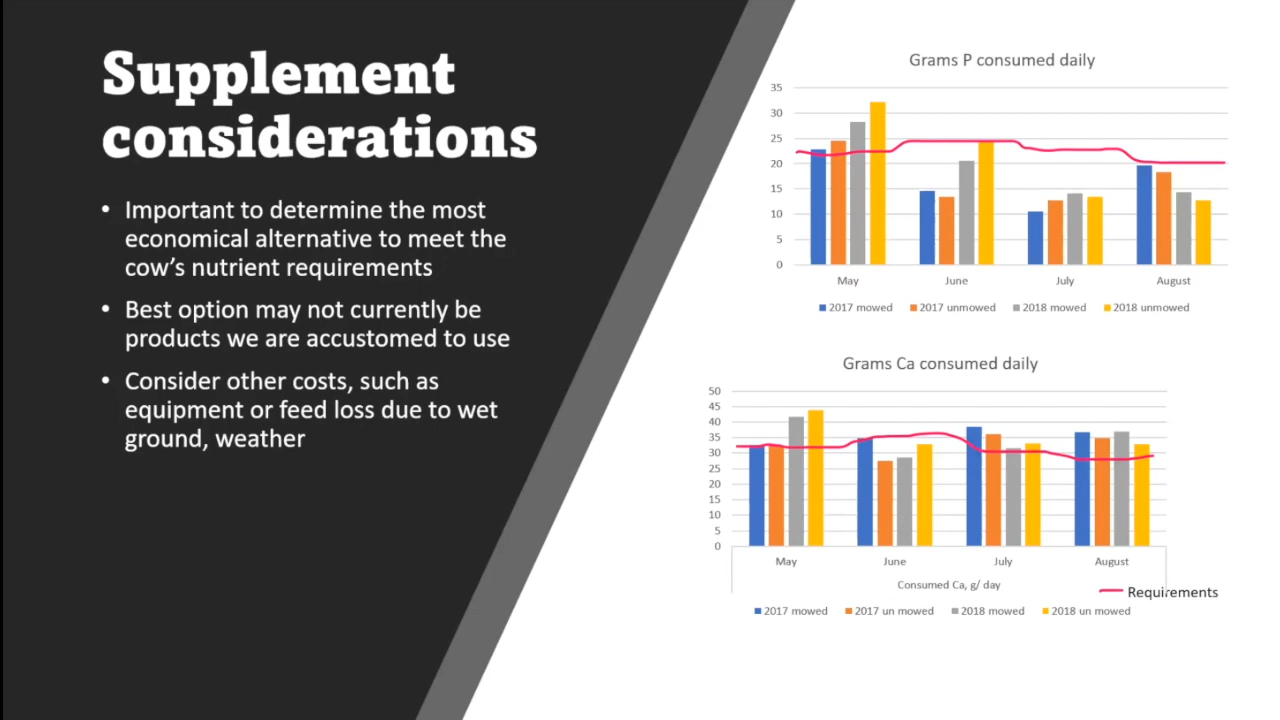 Supplement
considerations
• Important to determine the most
economical alternative to meet the
cow's nutrient requirements
• Best option may not currently be
products we are accustomed to use
• Consider other costs, such as
equipment or feed loss due to wet
ground, weather
Grams P consumed daily
35
30
25
20
15
10
5
0
May June July August
2017 mowed 2017 unmowed 2018 mowed 2018 unmowed
Grams Ca consumed daily
50
45
40
35
30
25
20
15
10
5
0
May June July August
Consumed Ca, g/ day
Requirements
2017 mowed 2017 un mowed 2018 mowed 2018 un mowed